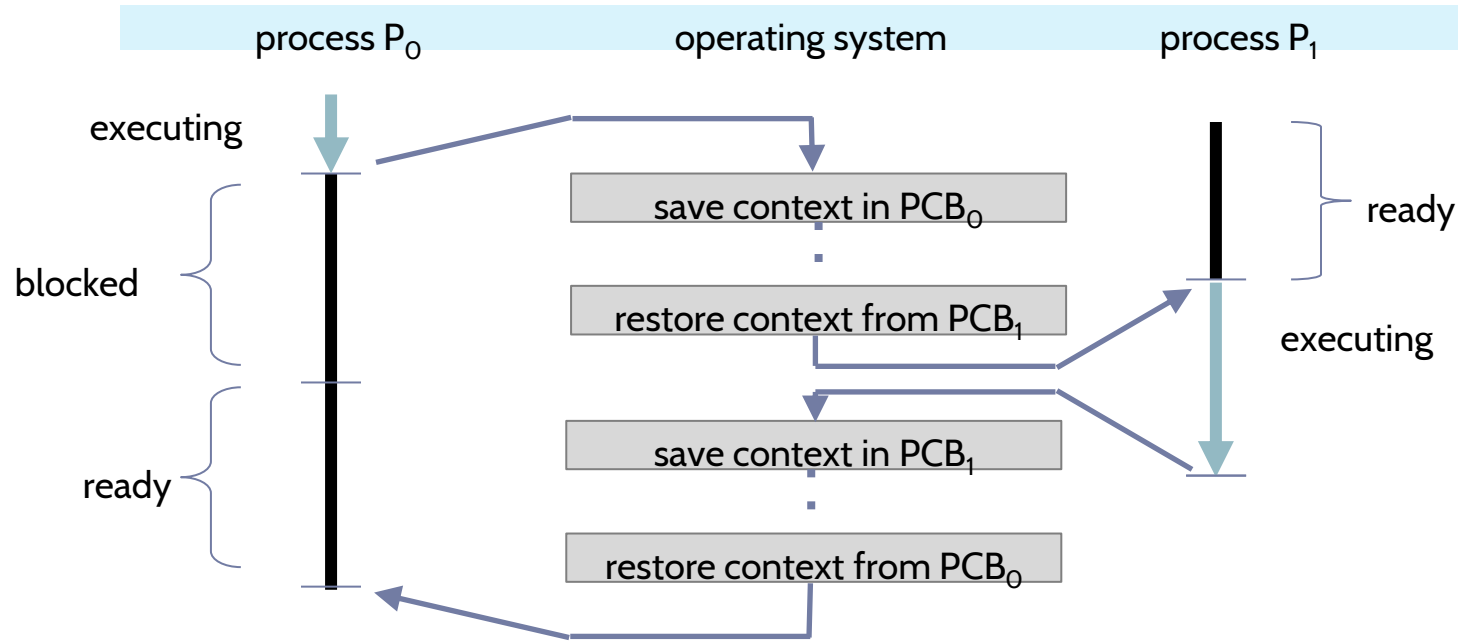 process P₀ operating system process P₁
executing
save context in PCB₀
ready
blocked
restore context from PCB₁
executing
save context in PCB₁
ready
restore context from PCB₀